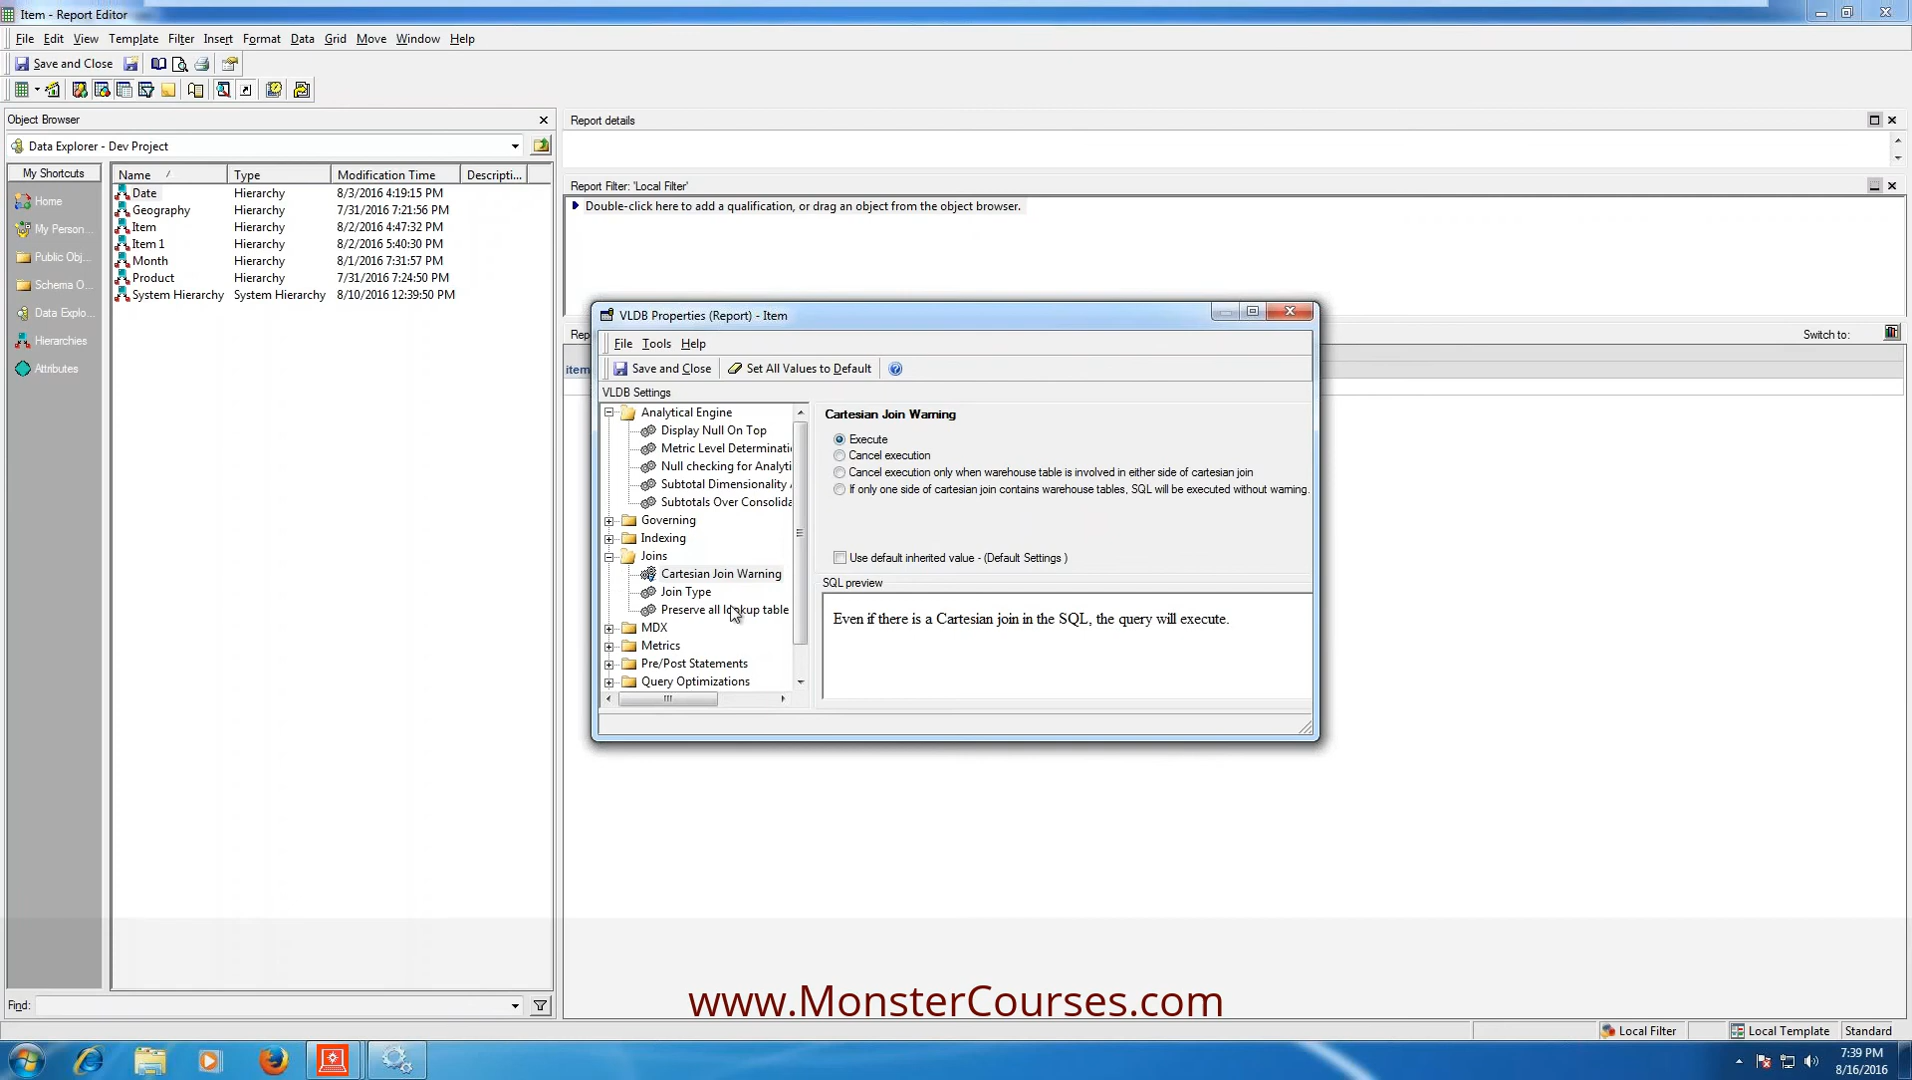 Item - Report Editor
File Edit View Template Filter Insert Format Data Grid Move Window Help
Save and Close
Object Browser
Data Explorer - Dev Project
My Shortcuts
Home
My Person...
Public Obj...
Schema O...
Data Explo...
Hierarchies
Attributes
Name Type Modification Time Descripti...
Date Hierarchy 8/3/2016 4:19:15 PM
Geography Hierarchy 7/31/2016 7:21:56 PM
Item Hierarchy 8/2/2016 4:47:32 PM
Item 1 Hierarchy 8/2/2016 5:40:30 PM
Month Hierarchy 8/1/2016 7:31:57 PM
Product Hierarchy 7/31/2016 7:24:50 PM
System Hierarchy System Hierarchy 8/10/2016 12:39:50 PM
Find:
Report details
Report Filter: 'Local Filter'
Double-click here to add a qualification, or drag an object from the object browser.
Switch to:
item
VLDB Properties (Report) - Item
File Tools Help
Save and Close Set All Values to Default
VLDB Settings
Analytical Engine
Display Null On Top
Metric Level Determinati
Null checking for Analyti
Subtotal Dimensionality
Subtotals Over Consolida
Governing
Indexing
Joins
Cartesian Join Warning
Join Type
Preserve all lookup table
MDX
Metrics
Pre/Post Statements
Query Optimizations
Cartesian Join Warning
Execute
Cancel execution
Cancel execution only when warehouse table is involved in either side of cartesian join
If only one side of cartesian join contains warehouse tables, SQL will be executed without warning.
Use default inherited value - (Default Settings )
SQL preview
Even if there is a Cartesian join in the SQL, the query will execute.
www.MonsterCourses.com
Local Filter Local Template Standard
7:39 PM
8/16/2016